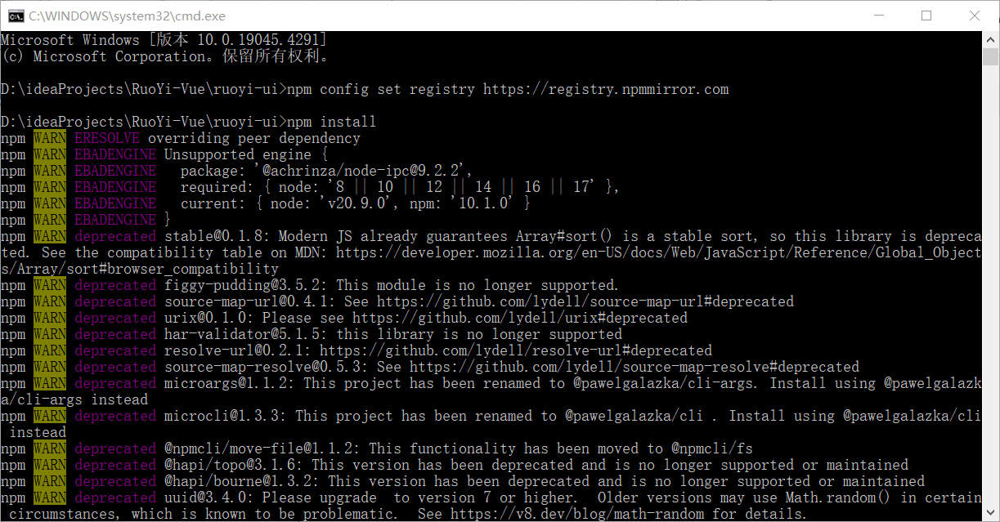 C:\WINDOWS\system32\cmd.exe
Microsoft Windows [版本 10.0.19045.4291]
(c) Microsoft Corporation。保留所有权利。
D:\ideaProjects\RuoYi-Vue\ruoyi-ui>npm config set registry https://registry.npmmirror.com
D:\ideaProjects\RuoYi-Vue\ruoyi-ui>npm install
npm WARN ERESOLVE overriding peer dependency
npm WARN EBADENGINE Unsupported engine {
npm WARN EBADENGINE   package: '@achrinza/node-ipc@9.2.2',
npm WARN EBADENGINE   required: { node: '8 || 10 || 12 || 14 || 16 || 17' },
npm WARN EBADENGINE   current: { node: 'v20.9.0', npm: '10.1.0' }
npm WARN EBADENGINE }
npm WARN deprecated stable@0.1.8: Modern JS already guarantees Array#sort() is a stable sort, so this library is depreca
ted. See the compatibility table on MDN: https://developer.mozilla.org/en-US/docs/Web/JavaScript/Reference/Global_Object
s/Array/sort#browser_compatibility
npm WARN deprecated figgy-pudding@3.5.2: This module is no longer supported.
npm WARN deprecated source-map-url@0.4.1: See https://github.com/lydell/source-map-url#deprecated
npm WARN deprecated urix@0.1.0: Please see https://github.com/lydell/urix#deprecated
npm WARN deprecated har-validator@5.1.5: this library is no longer supported
npm WARN deprecated resolve-url@0.2.1: https://github.com/lydell/resolve-url#deprecated
npm WARN deprecated source-map-resolve@0.5.3: See https://github.com/lydell/source-map-resolve#deprecated
npm WARN deprecated microargs@1.1.2: This project has been renamed to @pawelgalazka/cli-args. Install using @pawelgalazk
a/cli-args instead
npm WARN deprecated microcli@1.3.3: This project has been renamed to @pawelgalazka/cli . Install using @pawelgalazka/cli
 instead
npm WARN deprecated @npmcli/move-file@1.1.2: This functionality has been moved to @npmcli/fs
npm WARN deprecated @hapi/topo@3.1.6: This version has been deprecated and is no longer supported or maintained
npm WARN deprecated @hapi/bourne@1.3.2: This version has been deprecated and is no longer supported or maintained
npm WARN deprecated uuid@3.4.0: Please upgrade  to version 7 or higher.  Older versions may use Math.random() in certain
 circumstances, which is known to be problematic.  See https://v8.dev/blog/math-random for details.